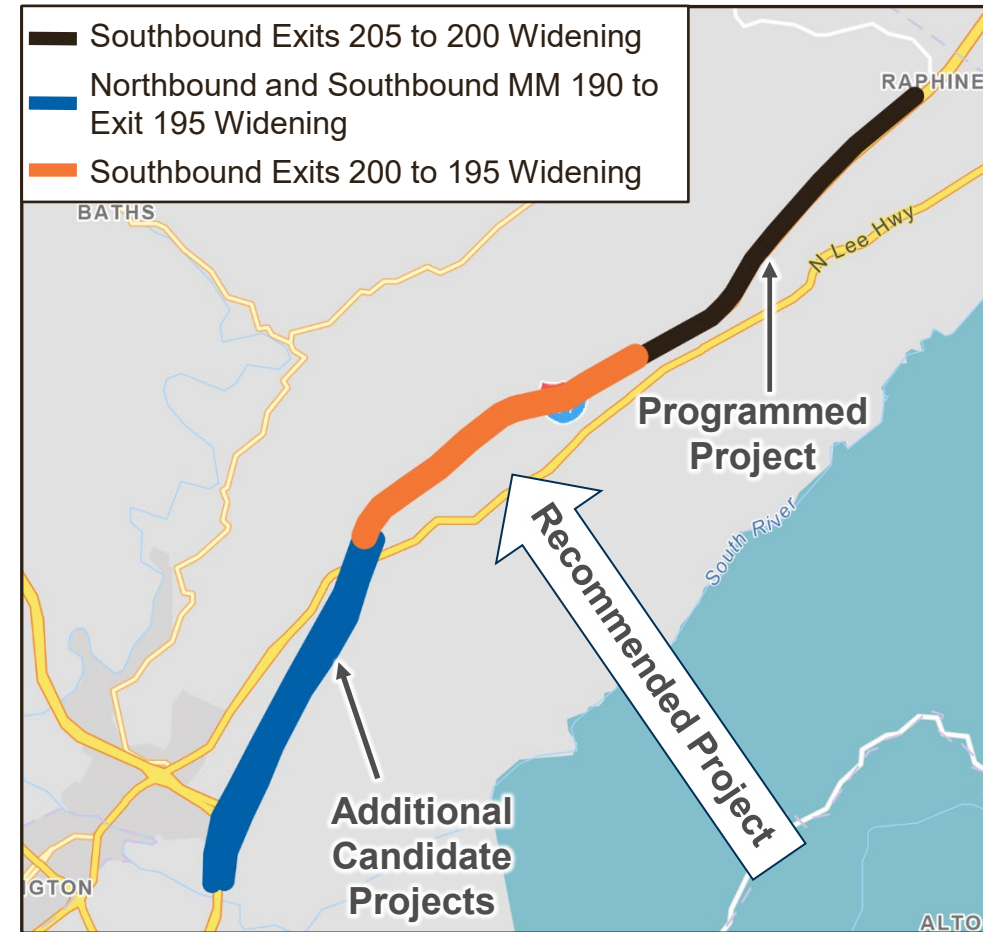 Southbound Exits 205 to 200 Widening
Northbound and Southbound MM 190 to
Exit 195 Widening
Southbound Exits 200 to 195 Widening
RAPHINE
BATHS
N Lee Hwy
Programmed
Project
South River
Recommended Project
Additional
Candidate
Projects
NGTON
ALTO